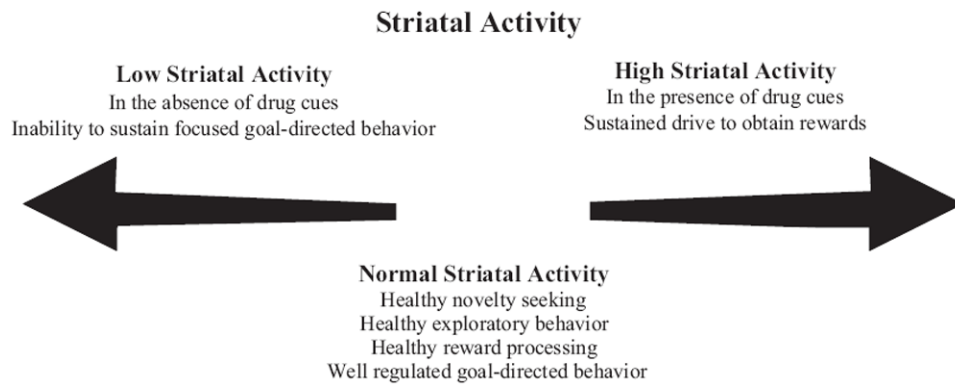 Striatal Activity
Low Striatal Activity
In the absence of drug cues
Inability to sustain focused goal-directed behavior
High Striatal Activity
In the presence of drug cues
Sustained drive to obtain rewards
Normal Striatal Activity
Healthy novelty seeking
Healthy exploratory behavior
Healthy reward processing
Well regulated goal-directed behavior